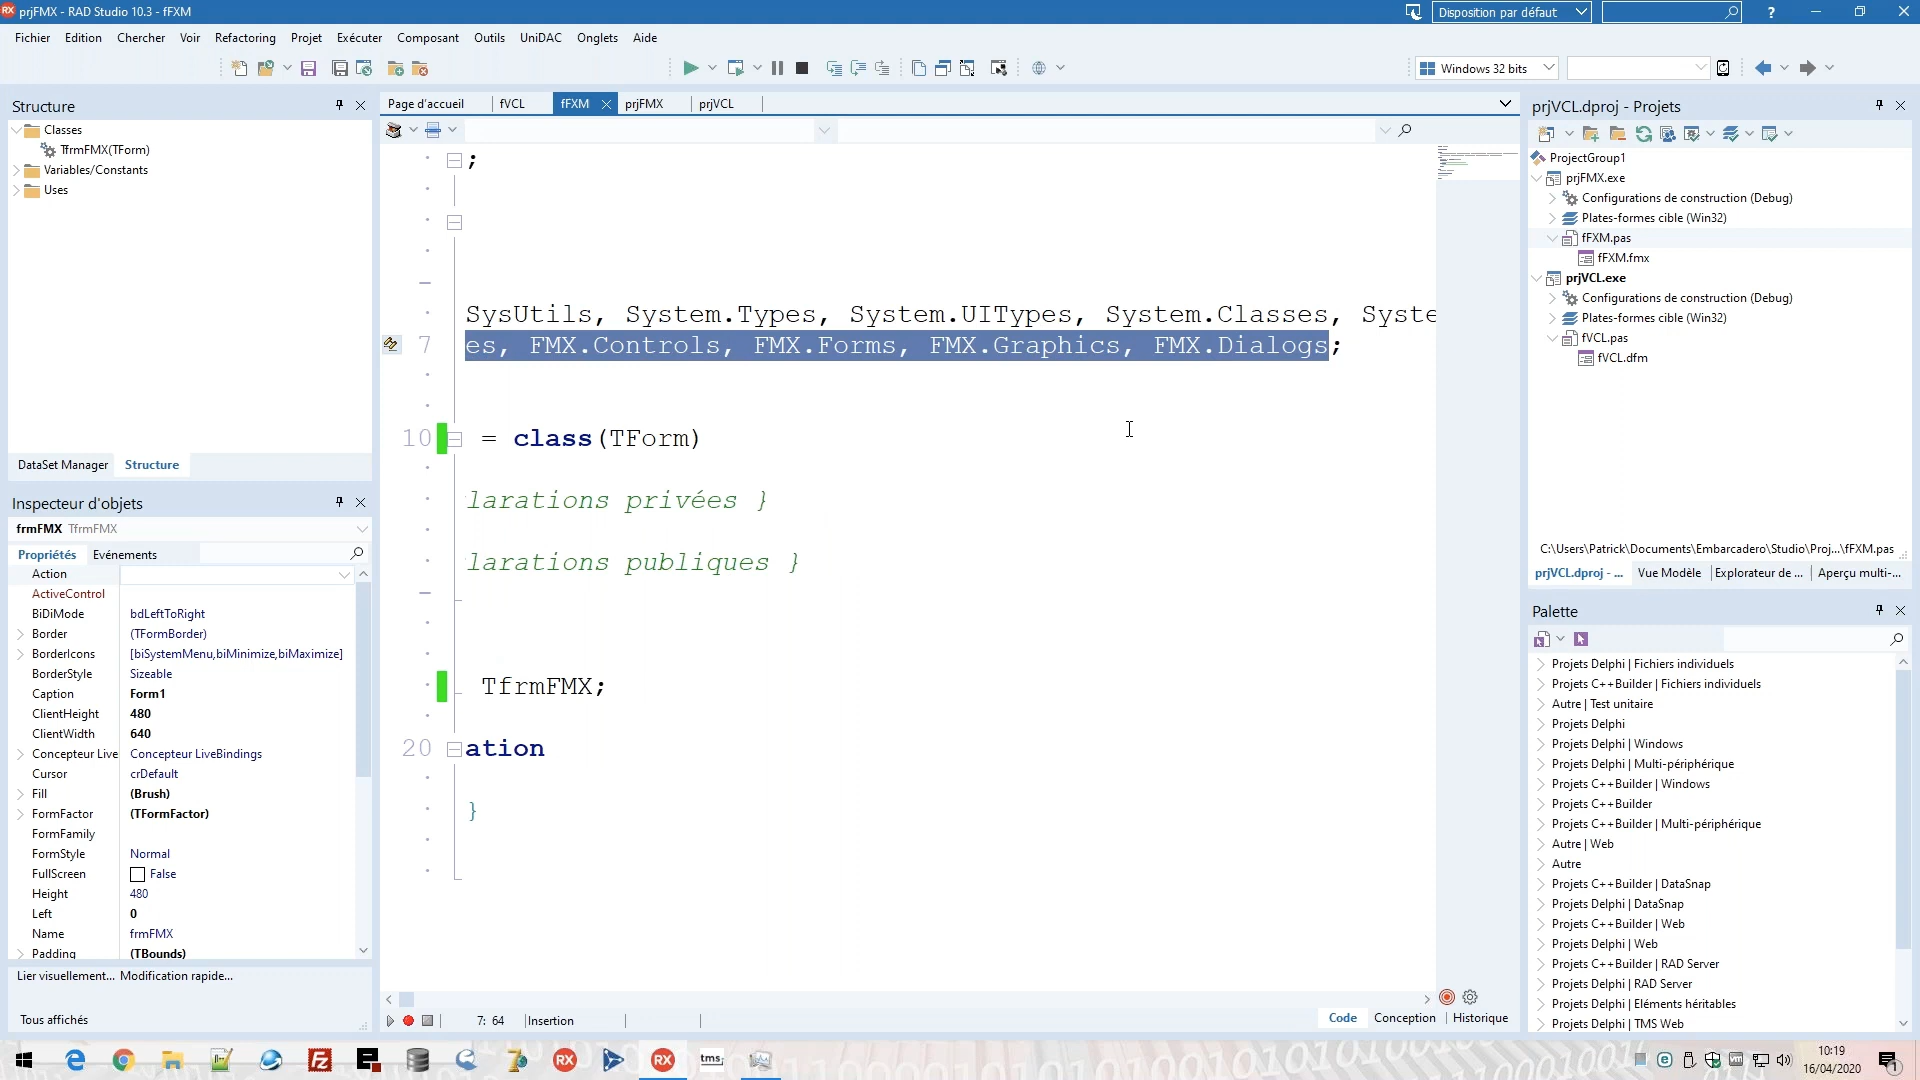 prjFMX - RAD Studio 10.3 - fFXM
Disposition par défaut
?
Fichier Edition Chercher Voir Refactoring Projet Exécuter Composant Outils UniDAC Onglets Aide
Windows 32 bits
Structure
Classes
TfrmFMX(TForm)
Variables/Constants
Uses
DataSet Manager Structure
Inspecteur d'objets
frmFMX TfrmFMX
Propriétés Evénements
Action
ActiveControl
BiDiMode bdLeftToRight
Border (TFormBorder)
BorderIcons [biSystemMenu,biMinimize,biMaximize]
BorderStyle Sizeable
Caption Form1
ClientHeight 480
ClientWidth 640
Concepteur Live Concepteur LiveBindings
Cursor crDefault
Fill (Brush)
FormFactor (TFormFactor)
FormFamily
FormStyle Normal
FullScreen False
Height 480
Left 0
Name frmFMX
Padding (TBounds)
Lier visuellement... Modification rapide...
Tous affichés
Page d'accueil fVCL fFXM prjFMX prjVCL
;
SysUtils, System.Types, System.UITypes, System.Classes, Syste
7 es, FMX.Controls, FMX.Forms, FMX.Graphics, FMX.Dialogs;
10 = class(TForm)
larations privées }
larations publiques }
TfrmFMX;
20 ation
}
7: 64 Insertion
Code Conception Historique
prjVCL.dproj - Projets
ProjectGroup1
prjFMX.exe
Configurations de construction (Debug)
Plates-formes cible (Win32)
fFXM.pas
fFXM.fmx
prjVCL.exe
Configurations de construction (Debug)
Plates-formes cible (Win32)
fVCL.pas
fVCL.dfm
C:\Users\Patrick\Documents\Embarcadero\Studio\Proj...\fFXM.pas
prjVCL.dproj - ... Vue Modèle Explorateur de ... Aperçu multi-...
Palette
Projets Delphi | Fichiers individuels
Projets C++Builder | Fichiers individuels
Autre | Test unitaire
Projets Delphi
Projets Delphi | Windows
Projets Delphi | Multi-périphérique
Projets C++Builder | Windows
Projets C++Builder
Projets C++Builder | Multi-périphérique
Autre | Web
Autre
Projets C++Builder | DataSnap
Projets Delphi | DataSnap
Projets C++Builder | Web
Projets Delphi | Web
Projets C++Builder | RAD Server
Projets Delphi | RAD Server
Projets Delphi | Eléments héritables
Projets Delphi | TMS Web
RX RX tms
10:19
16/04/2020